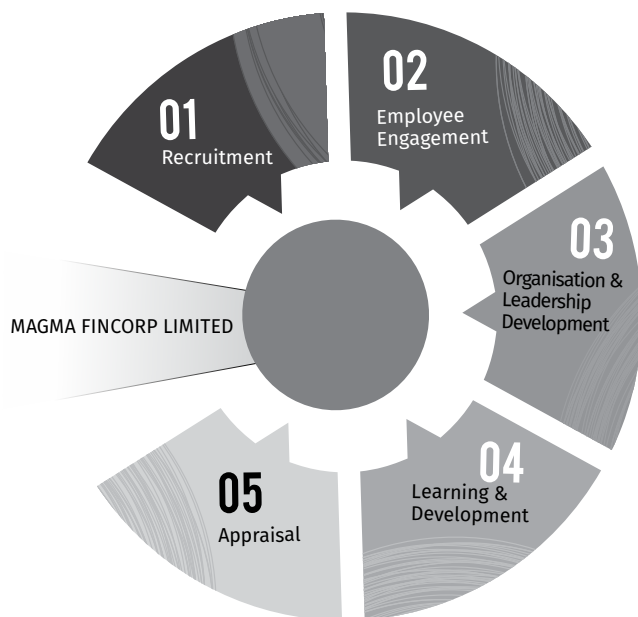 01
Recruitment
02
Employee
Engagement
03
Organisation &
Leadership
Development
MAGMA FINCORP LIMITED
04
Learning &
Development
05
Appraisal